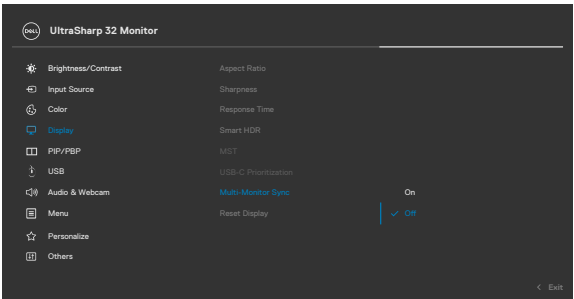 DELL UltraSharp 32 Monitor
Brightness/Contrast Aspect Ratio
Input Source Sharpness
Color Response Time
Display Smart HDR
PIP/PBP MST
USB USB-C Prioritization
Audio & Webcam Multi-Monitor Sync On
Menu Reset Display Off
Personalize
Others
Exit